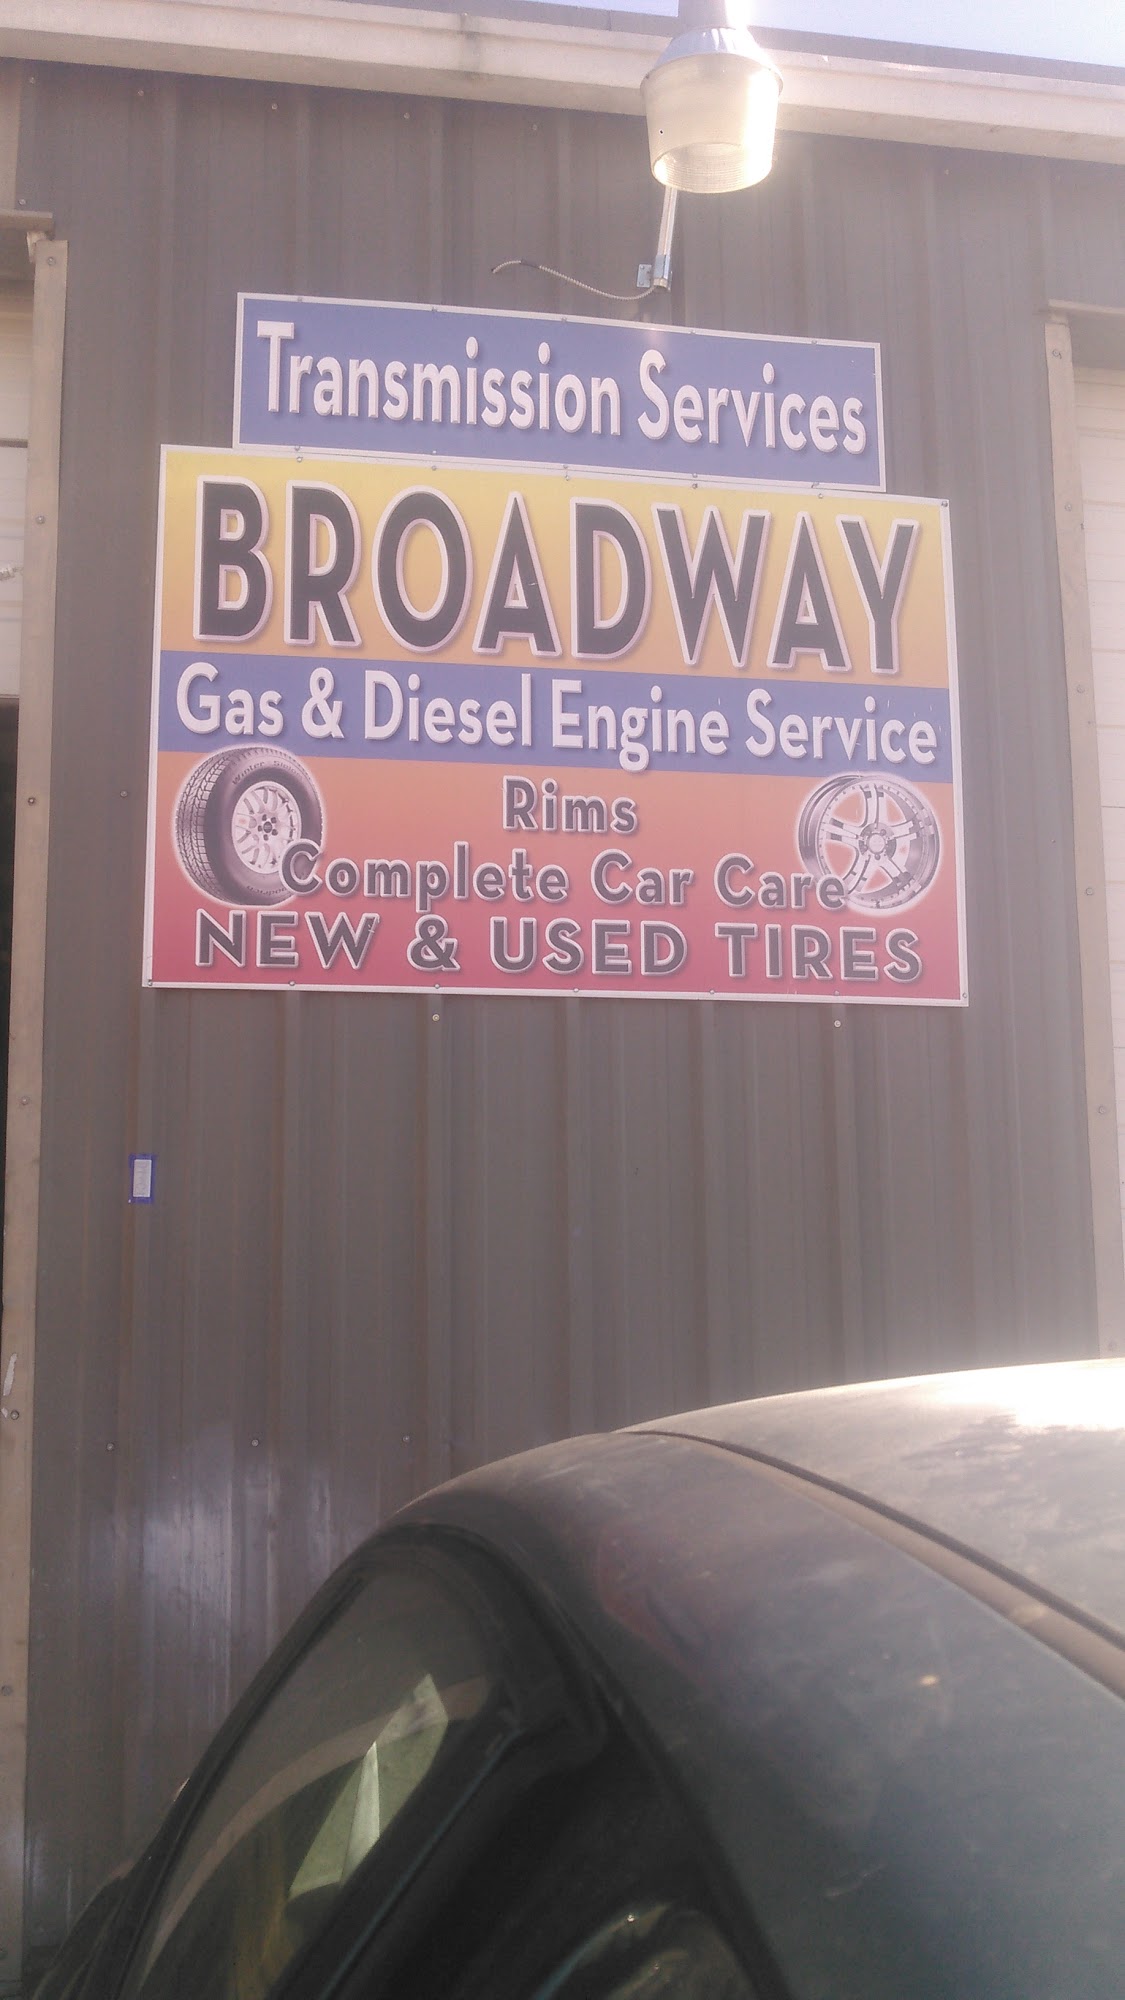 Transmission Services
BROADWAY
Gas & Diesel Engine Service
Rims
Complete Car Care
NEW & USED TIRES